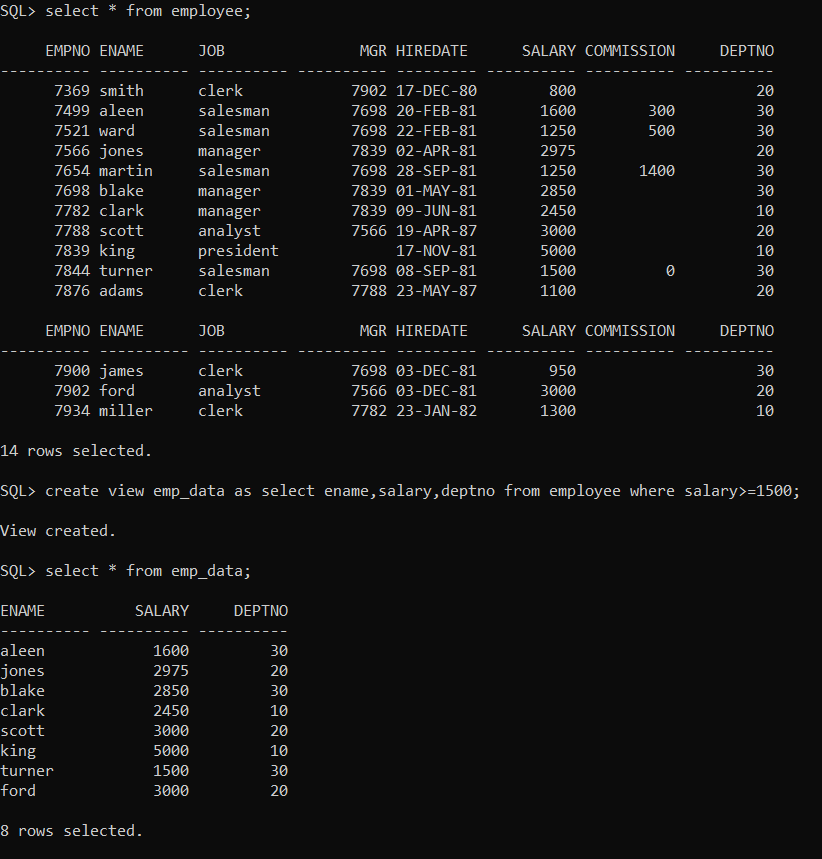 SQL> select * from employee;
     EMPNO ENAME      JOB               MGR HIREDATE      SALARY COMMISSION     DEPTNO
---------- ---------- ---------- ---------- --------- ---------- ---------- ----------
      7369 smith      clerk            7902 17-DEC-80        800                    20
      7499 aleen      salesman         7698 20-FEB-81       1600        300         30
      7521 ward       salesman         7698 22-FEB-81       1250        500         30
      7566 jones      manager          7839 02-APR-81       2975                    20
      7654 martin     salesman         7698 28-SEP-81       1250       1400         30
      7698 blake      manager          7839 01-MAY-81       2850                    30
      7782 clark      manager          7839 09-JUN-81       2450                    10
      7788 scott      analyst          7566 19-APR-87       3000                    20
      7839 king       president             17-NOV-81       5000                    10
      7844 turner     salesman         7698 08-SEP-81       1500          0         30
      7876 adams      clerk            7788 23-MAY-87       1100                    20
     EMPNO ENAME      JOB               MGR HIREDATE      SALARY COMMISSION     DEPTNO
---------- ---------- ---------- ---------- --------- ---------- ---------- ----------
      7900 james      clerk            7698 03-DEC-81        950                    30
      7902 ford       analyst          7566 03-DEC-81       3000                    20
      7934 miller     clerk            7782 23-JAN-82       1300                    10
14 rows selected.
SQL> create view emp_data as select ename,salary,deptno from employee where salary>=1500;
View created.
SQL> select * from emp_data;
ENAME          SALARY     DEPTNO
---------- ---------- ----------
aleen            1600         30
jones            2975         20
blake            2850         30
clark            2450         10
scott            3000         20
king             5000         10
turner           1500         30
ford             3000         20
8 rows selected.